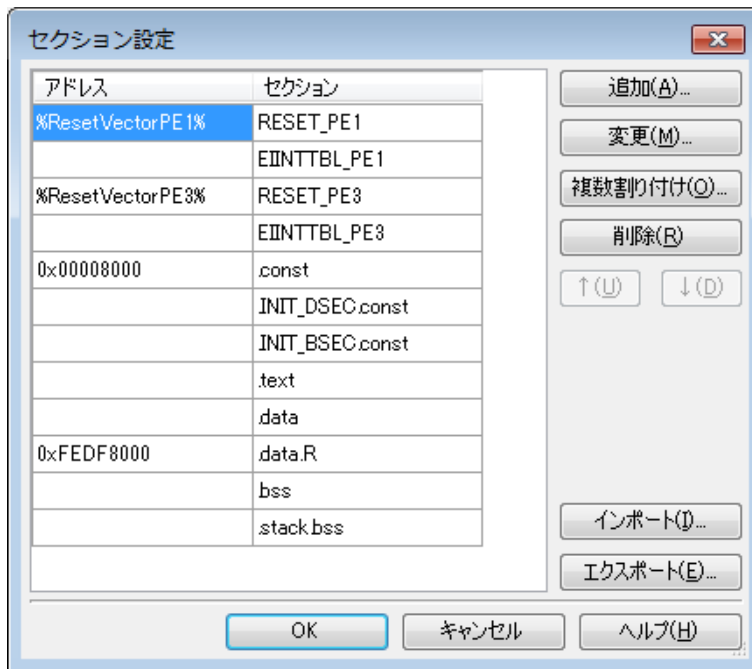 セクション設定
アドレス セクション
%ResetVectorPE1% RESET_PE1
EIINTTBL_PE1
%ResetVectorPE3% RESET_PE3
EIINTTBL_PE3
0x00008000 .const
INIT_DSEC.const
INIT_BSEC.const
.text
.data
0xFEDF8000 .data.R
.bss
.stack.bss
追加(A)...
変更(M)...
複数割り付け(O)...
削除(R)
↑(U) ↓(D)
インポート(I)...
エクスポート(E)...
OK キャンセル ヘルプ(H)